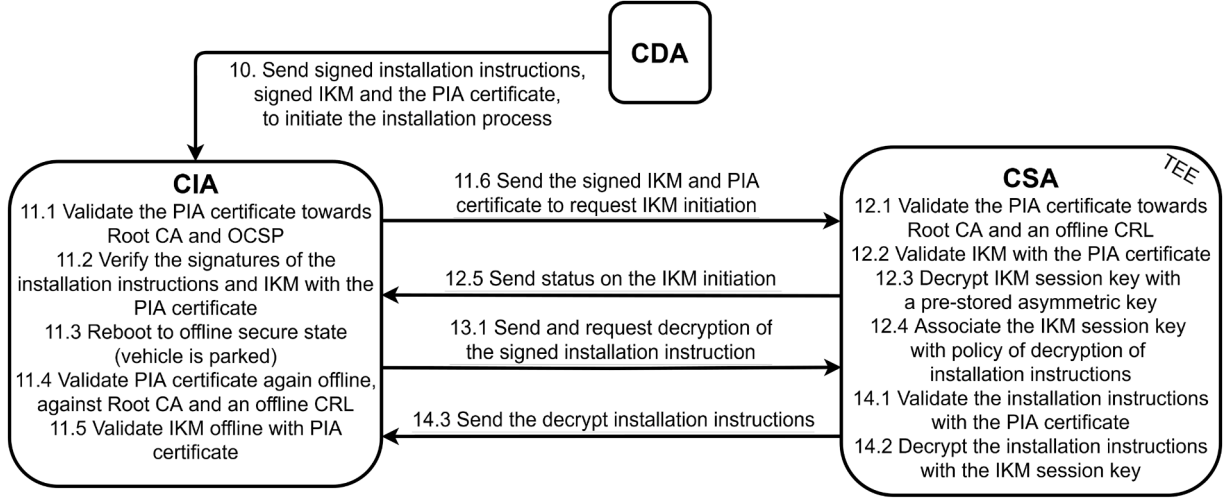 CDA
10. Send signed installation instructions,
signed IKM and the PIA certificate,
to initiate the installation process
CIA
11.1 Validate the PIA certificate towards
Root CA and OCSP
11.2 Verify the signatures of the
installation instructions and IKM with the
PIA certificate
11.3 Reboot to offline secure state
(vehicle is parked)
11.4 Validate PIA certificate again offline,
against Root CA and an offline CRL
11.5 Validate IKM offline with PIA
certificate
11.6 Send the signed IKM and PIA
certificate to request IKM initiation
12.5 Send status on the IKM initiation
13.1 Send and request decryption of
the signed installation instruction
14.3 Send the decrypt installation instructions
TEE
CSA
12.1 Validate the PIA certificate towards
Root CA and an offline CRL
12.2 Validate IKM with the PIA certificate
12.3 Decrypt IKM session key with
a pre-stored asymmetric key
12.4 Associate the IKM session key
with policy of decryption of
installation instructions
14.1 Validate the installation instructions
with the PIA certificate
14.2 Decrypt the installation instructions
with the IKM session key